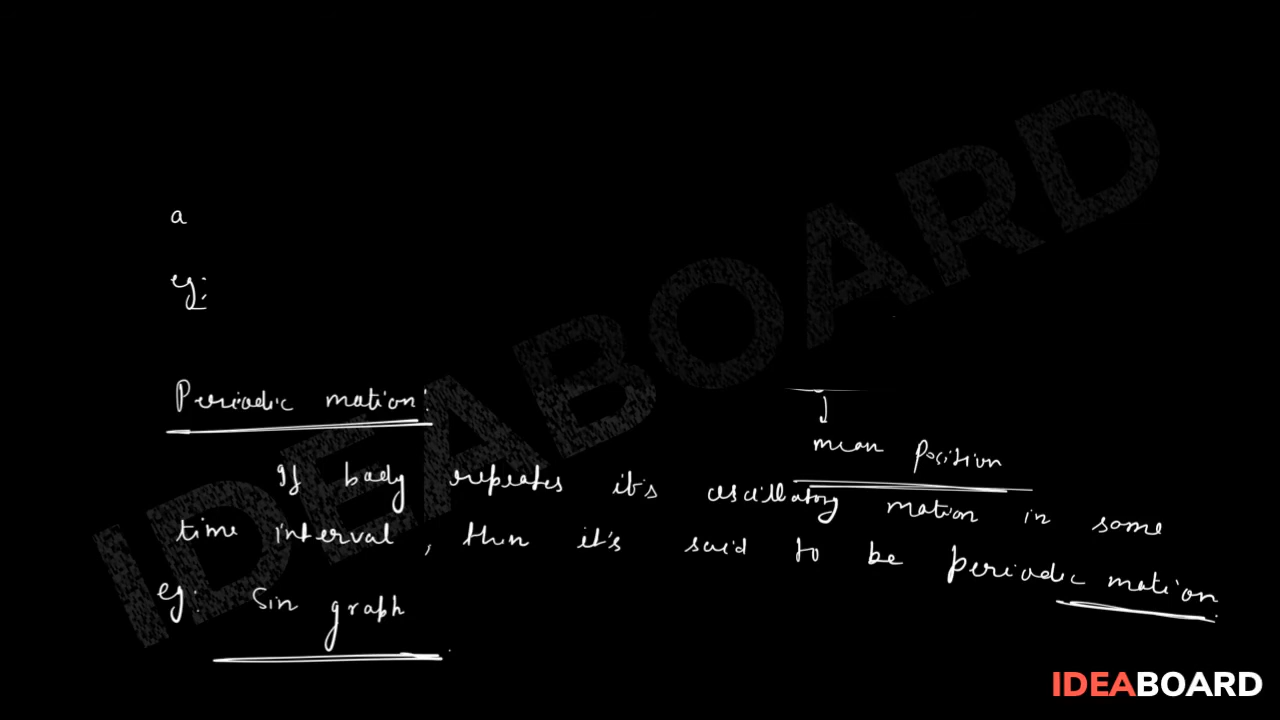 a
eg:
Periodic motion:
mean position
If body repeates it's oscillatory motion in some
time interval, then it's said to be periodic motion.
eg: Sin graph
IDEABOARD
IDEABOARD